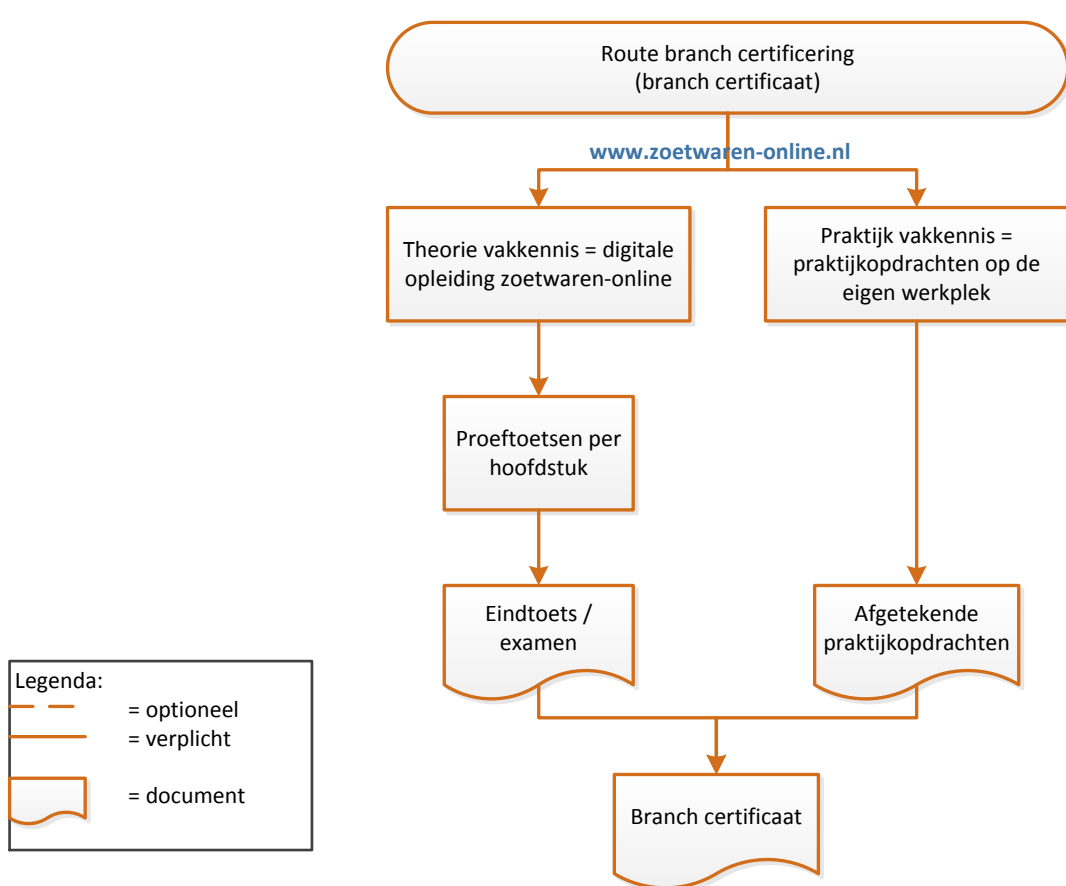 Route branch certificering
(branch certificaat)
www.zoetwaren-online.nl
Theorie vakkennis = digitale
opleiding zoetwaren-online
Praktijk vakkennis =
praktijkopdrachten op de
eigen werkplek
Proeftoetsen per
hoofdstuk
Eindtoets /
examen
Afgetekende
praktijkopdrachten
Branch certificaat
Legenda:
= optioneel
= verplicht
= document